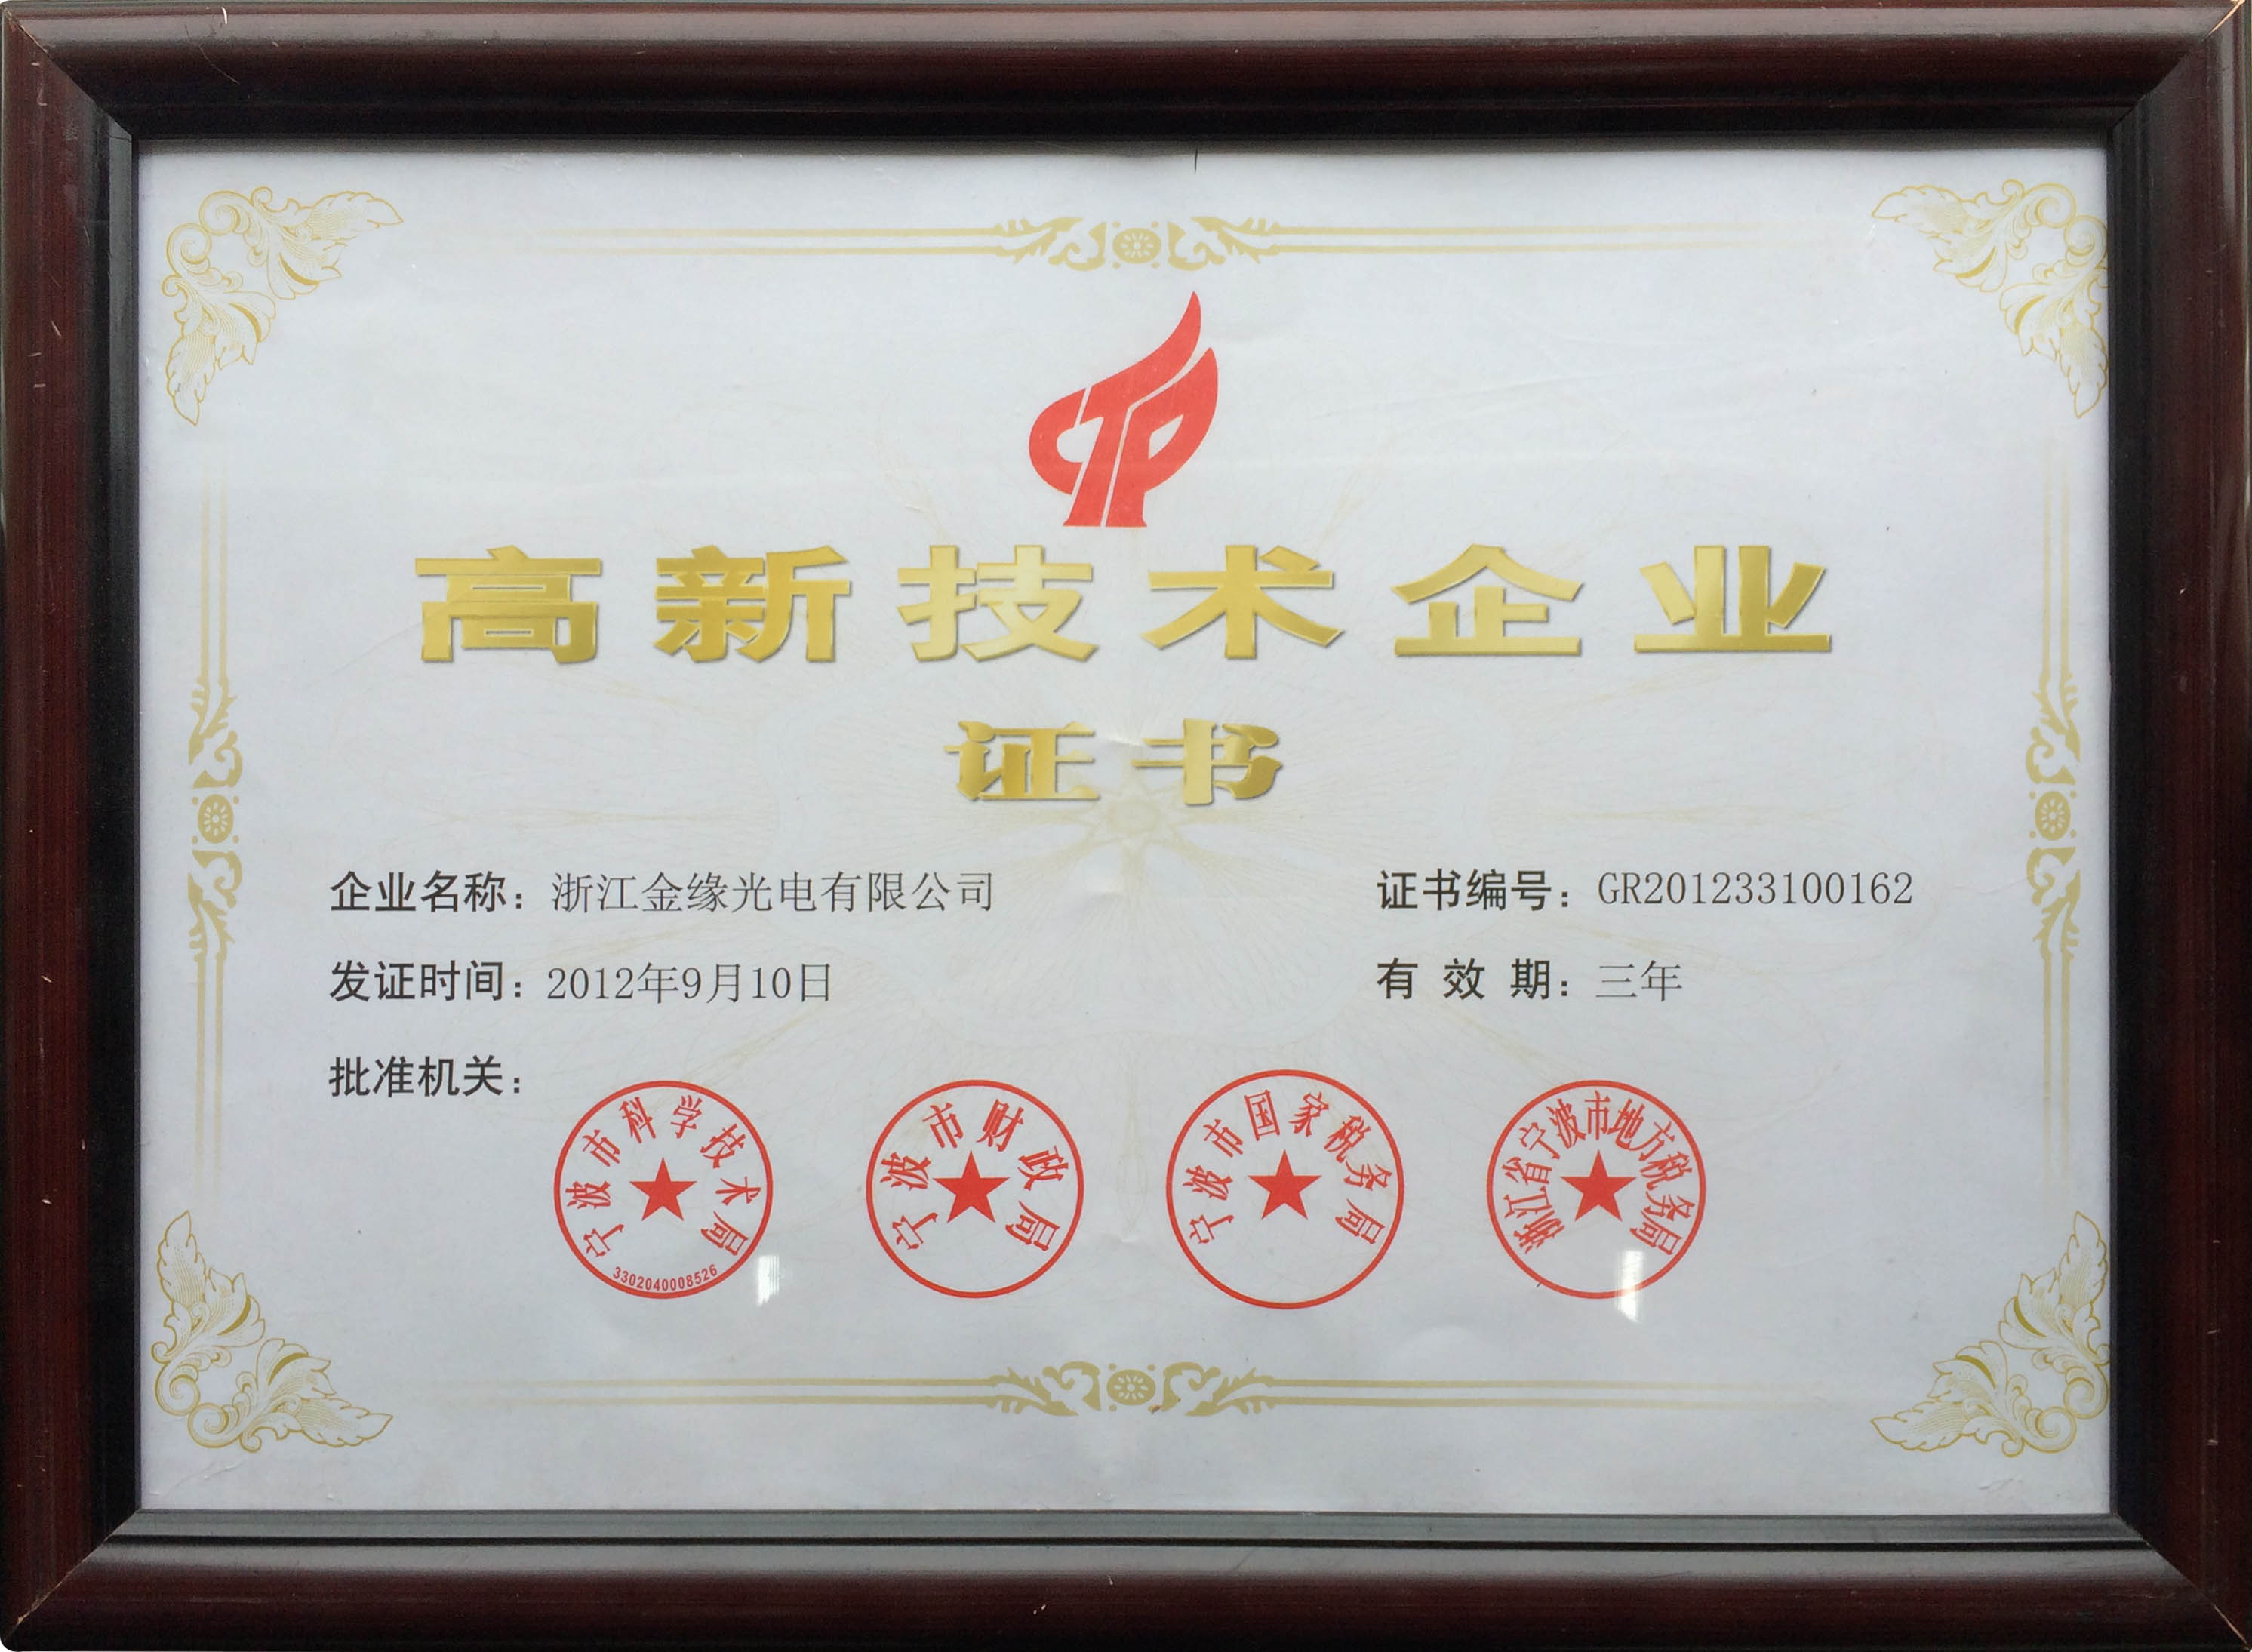 高新技术企业
证书
企业名称：浙江金缘光电有限公司 证书编号：GR201233100162
发证时间：2012年9月10日 有 效 期：三年
批准机关：
宁波市科学技术局
3302040008526
宁波市财政局
宁波市国家税务局
浙江省宁波市地方税务局